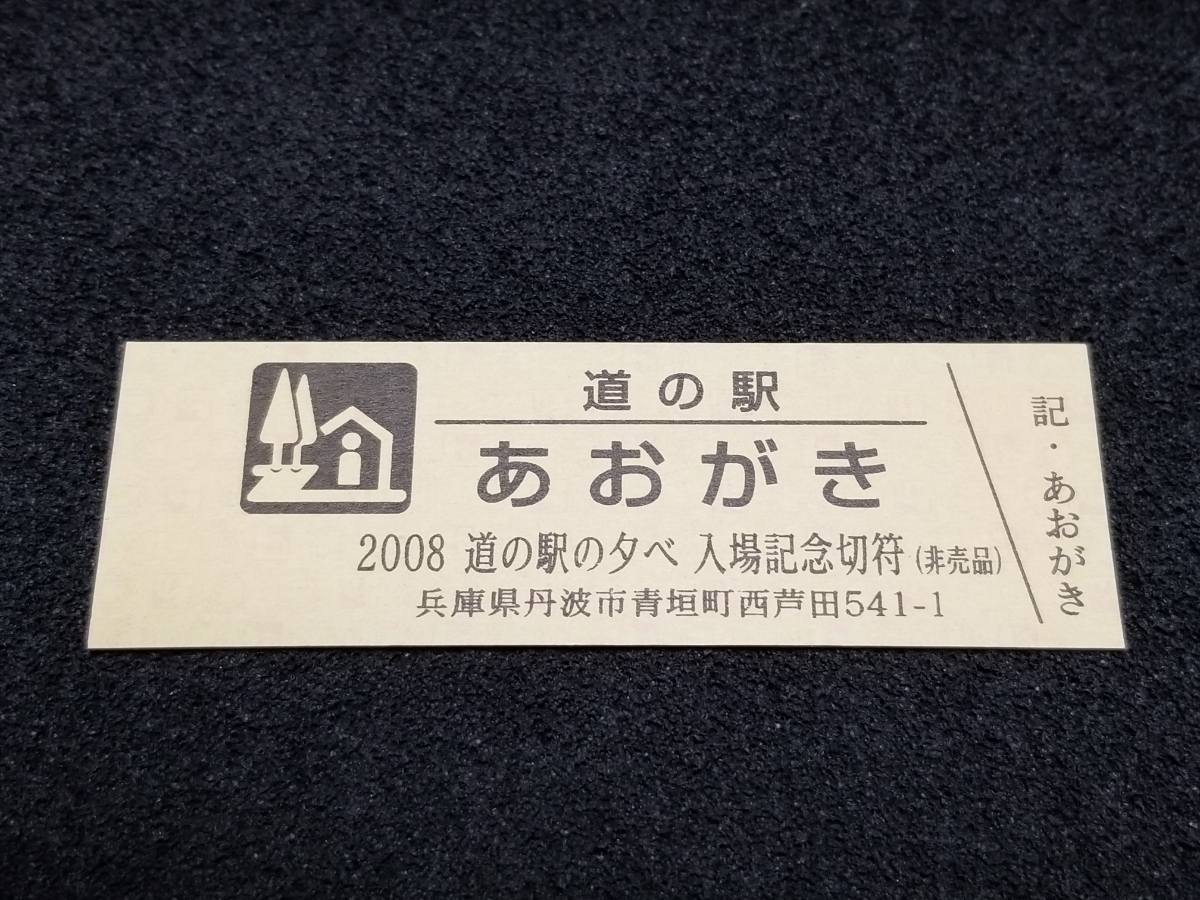 道の駅
あおがき
2008 道の駅の夕べ 入場記念切符(非売品)
兵庫県丹波市青垣町西芦田541-1
記・あおがき